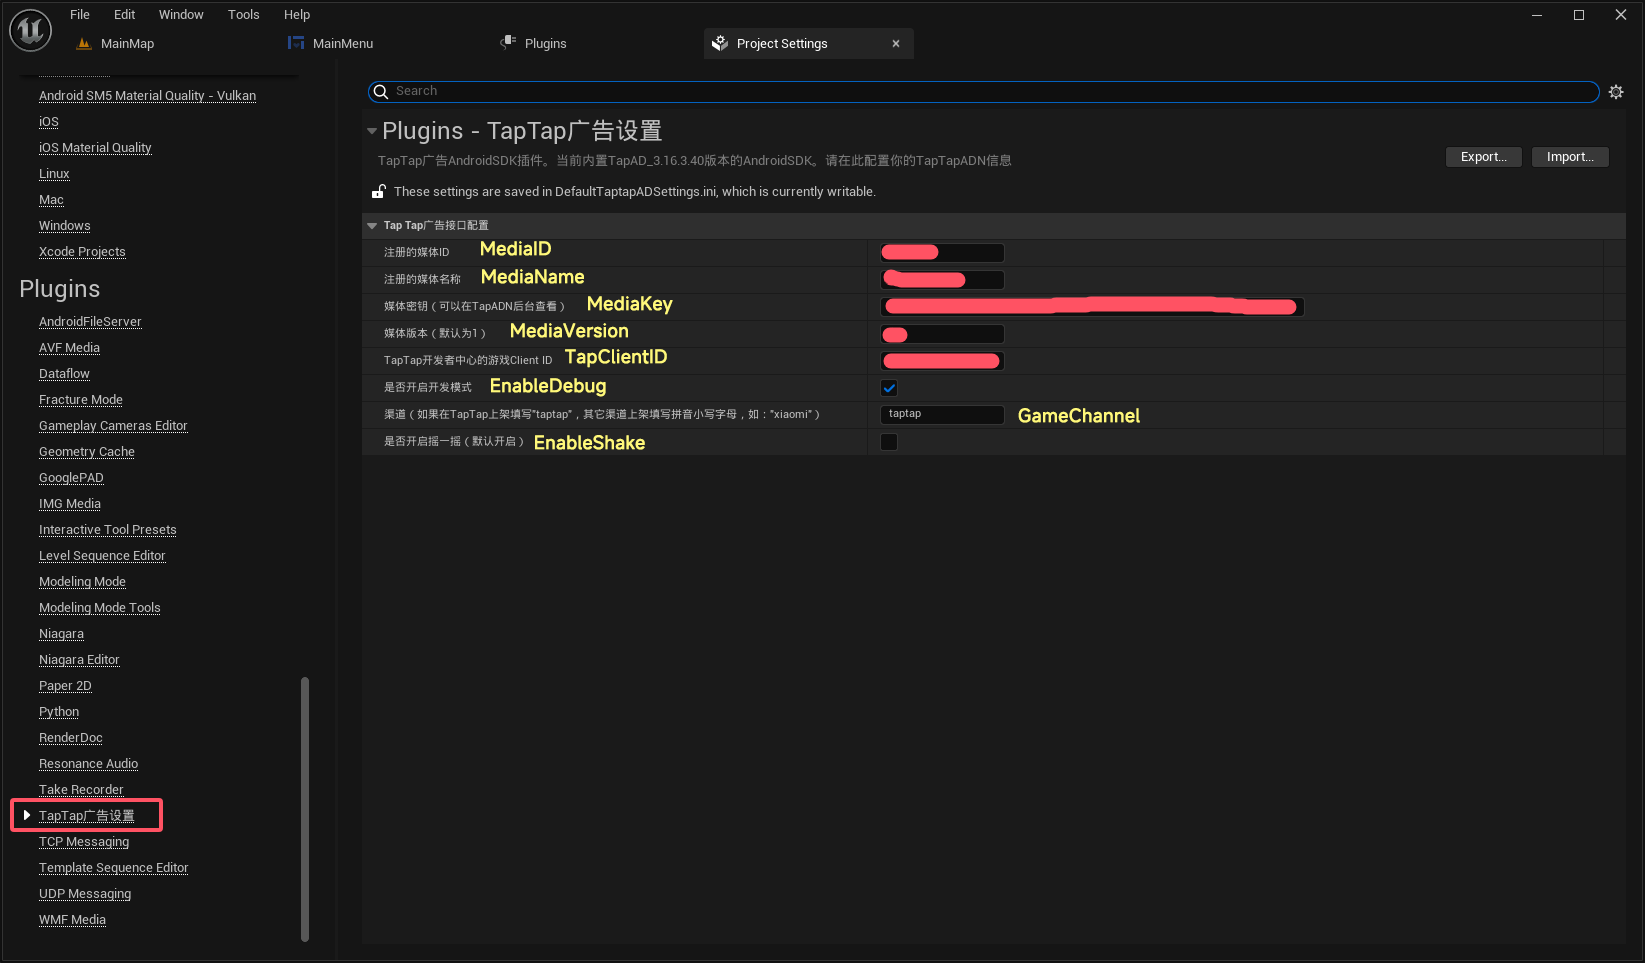 File Edit Window Tools Help
MainMap MainMenu Plugins Project Settings
Android SM5 Material Quality - Vulkan
iOS
iOS Material Quality
Linux
Mac
Windows
Xcode Projects
Plugins
AndroidFileServer
AVF Media
Dataflow
Fracture Mode
Gameplay Cameras Editor
Geometry Cache
GooglePAD
IMG Media
Interactive Tool Presets
Level Sequence Editor
Modeling Mode
Modeling Mode Tools
Niagara
Niagara Editor
Paper 2D
Python
RenderDoc
Resonance Audio
Take Recorder
TapTap广告设置
TCP Messaging
Template Sequence Editor
UDP Messaging
WMF Media
Search
Plugins - TapTap广告设置
TapTap广告AndroidSDK插件。当前内置TapAD_3.16.3.40版本的AndroidSDK。请在此配置你的TapTapADN信息
Export... Import...
These settings are saved in DefaultTaptapADSettings.ini, which is currently writable.
Tap Tap广告接口配置
注册的媒体ID MediaID
注册的媒体名称 MediaName
媒体密钥（可以在TapADN后台查看） MediaKey
媒体版本（默认为1） MediaVersion
TapTap开发者中心的游戏Client ID TapClientID
是否开启开发模式 EnableDebug
渠道（如果在TapTap上架填写"taptap"，其它渠道上架填写拼音小写字母，如："xiaomi"） taptap GameChannel
是否开启摇一摇（默认开启） EnableShake